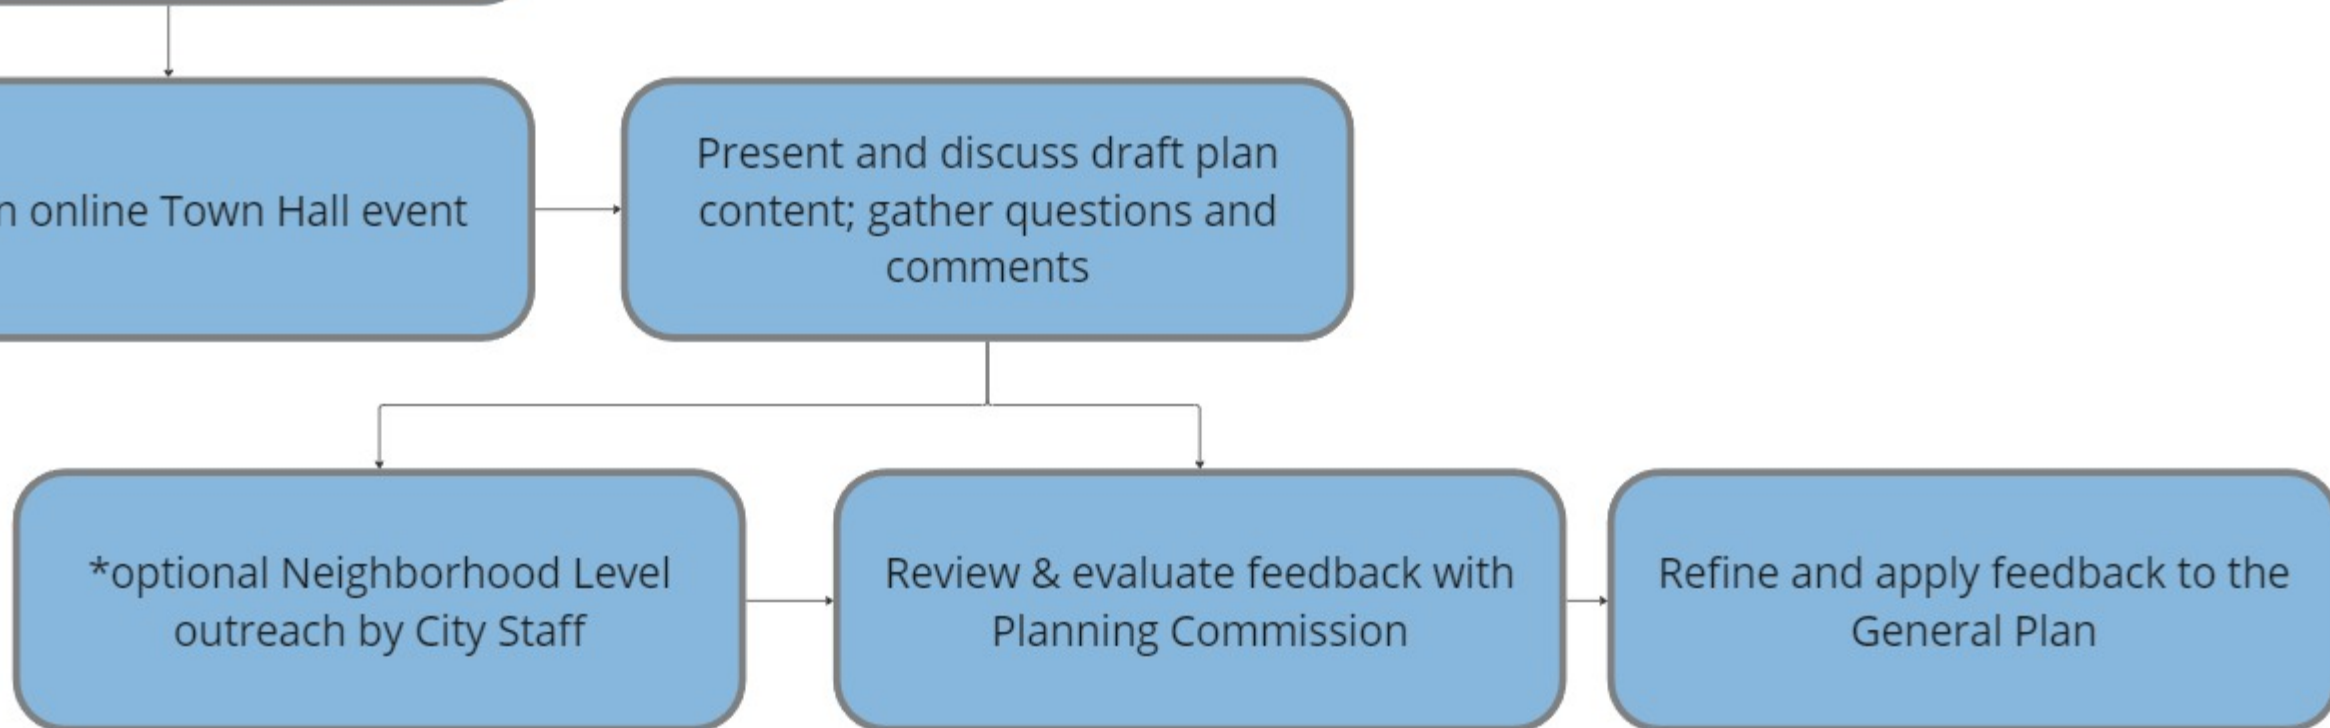 online Town Hall event
Present and discuss draft plan
content; gather questions and
comments
*optional Neighborhood Level
outreach by City Staff
Review & evaluate feedback with
Planning Commission
Refine and apply feedback to the
General Plan